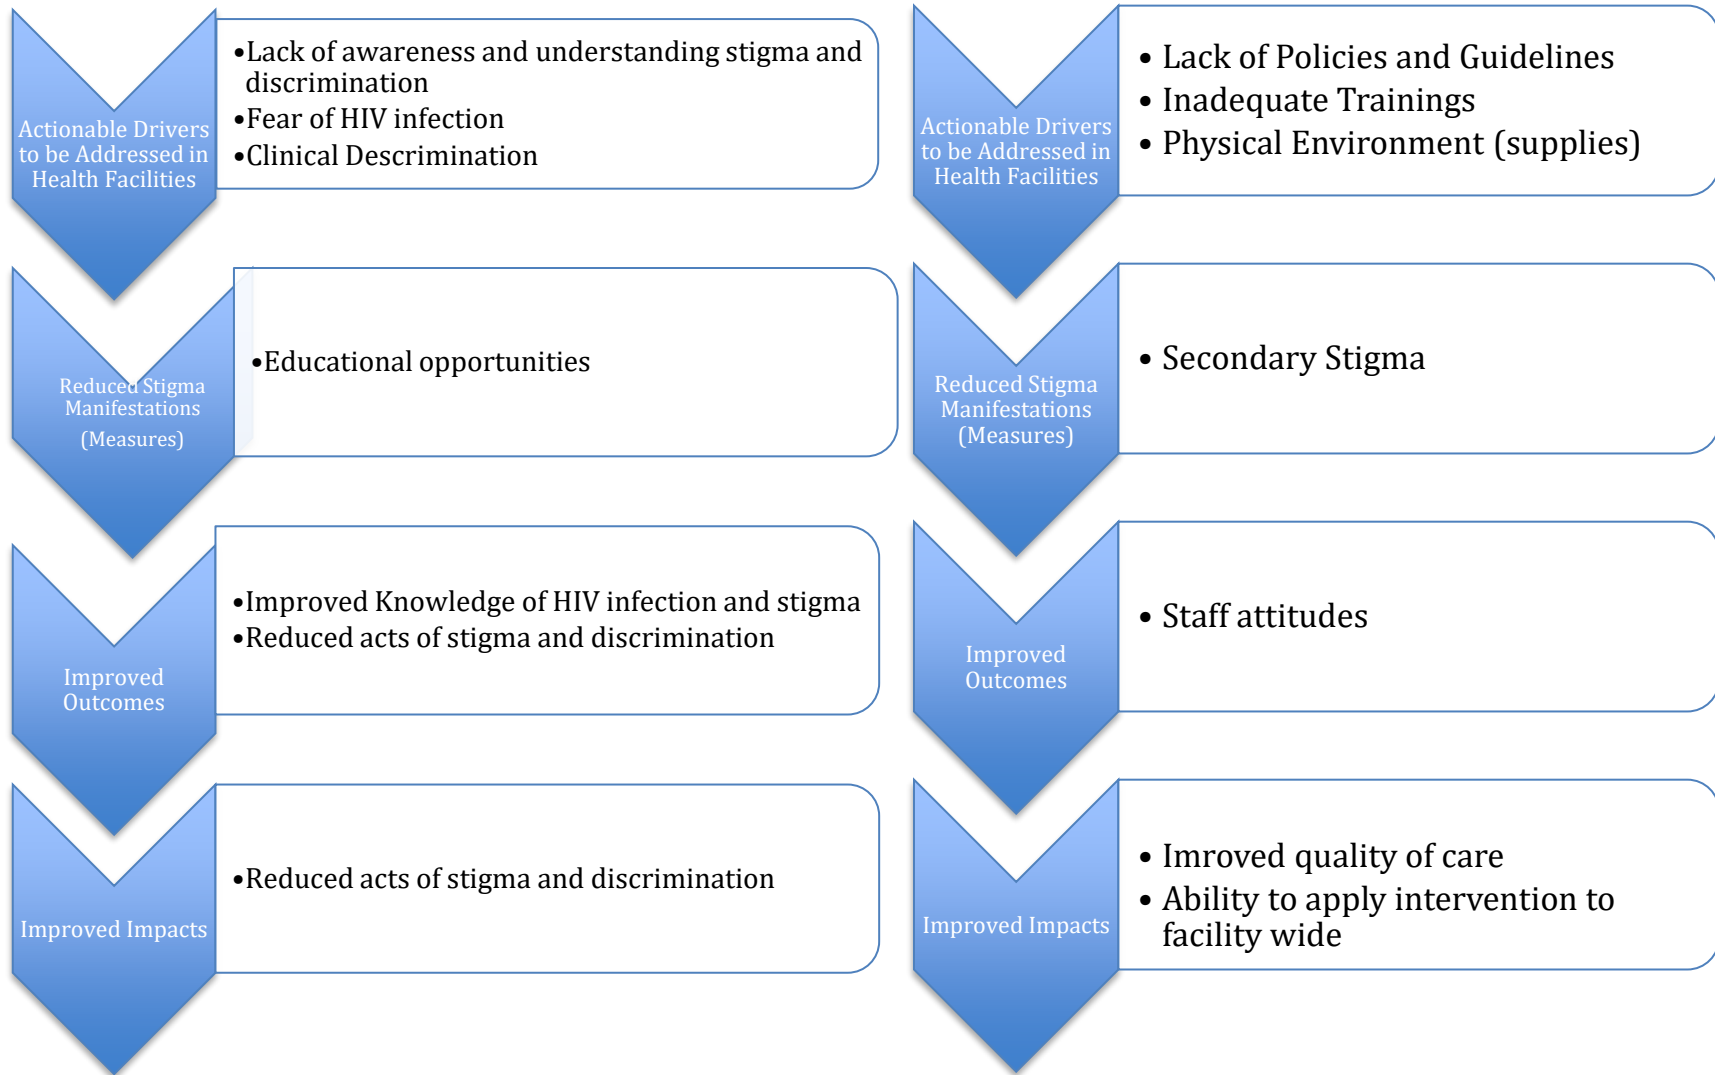 Actionable Drivers
to be Addressed in
Health Facilities
•Lack of awareness and understanding stigma and
discrimination
•Fear of HIV infection
•Clinical Descrimination
Reduced Stigma
Manifestations
(Measures)
•Educational opportunities
Improved
Outcomes
•Improved Knowledge of HIV infection and stigma
•Reduced acts of stigma and discrimination
Improved Impacts
•Reduced acts of stigma and discrimination
Actionable Drivers
to be Addressed in
Health Facilities
• Lack of Policies and Guidelines
• Inadequate Trainings
• Physical Environment (supplies)
Reduced Stigma
Manifestations
(Measures)
• Secondary Stigma
Improved
Outcomes
• Staff attitudes
Improved Impacts
• Imroved quality of care
• Ability to apply intervention to
facility wide